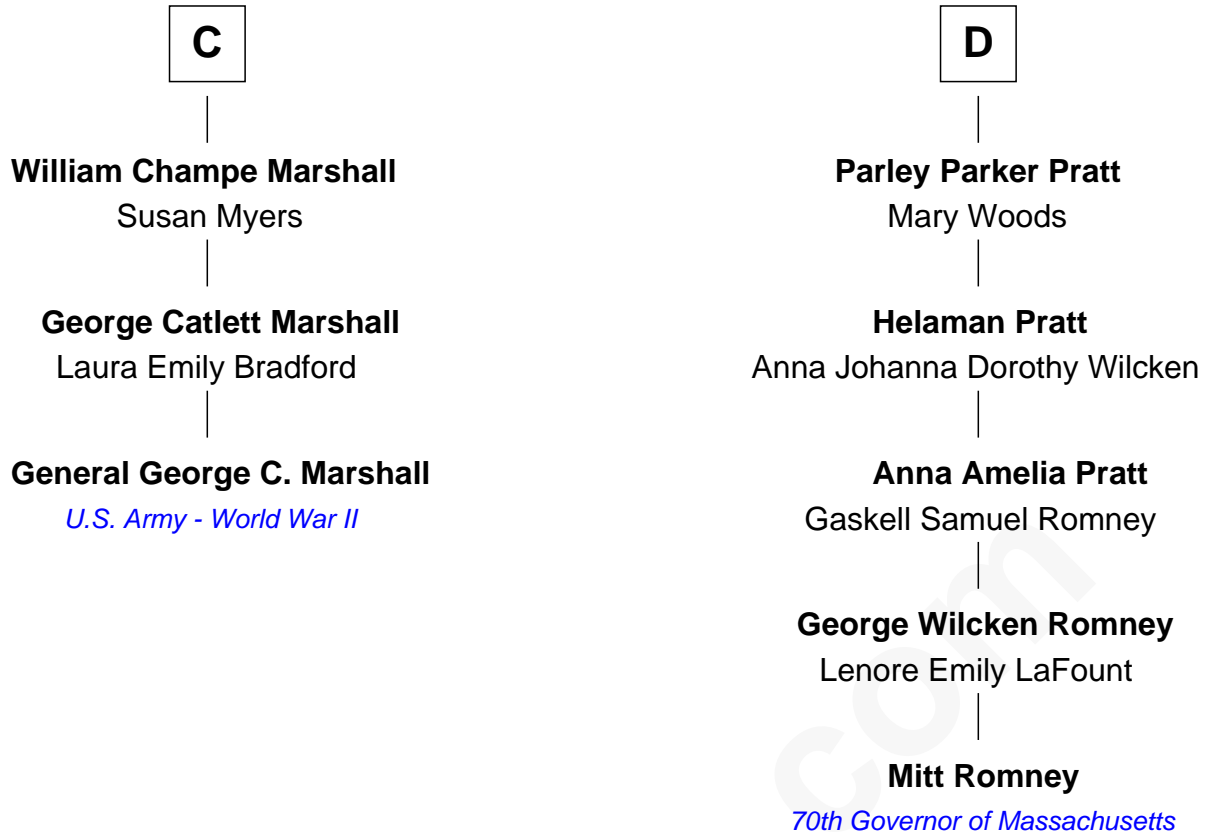 C
William Champe Marshall
Susan Myers
George Catlett Marshall
Laura Emily Bradford
General George C. Marshall
U.S. Army - World War II
D
Parley Parker Pratt
Mary Woods
Helaman Pratt
Anna Johanna Dorothy Wilcken
Anna Amelia Pratt
Gaskell Samuel Romney
George Wilcken Romney
Lenore Emily LaFount
Mitt Romney
70th Governor of Massachusetts
com